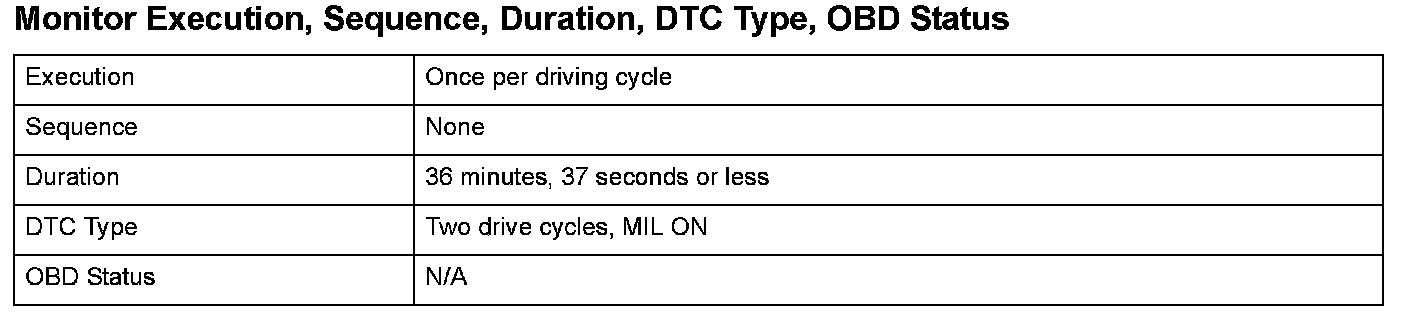 Monitor Execution, Sequence, Duration, DTC Type, OBD Status
Execution Once per driving cycle
Sequence None
Duration 36 minutes, 37 seconds or less
DTC Type Two drive cycles, MIL ON
OBD Status N/A